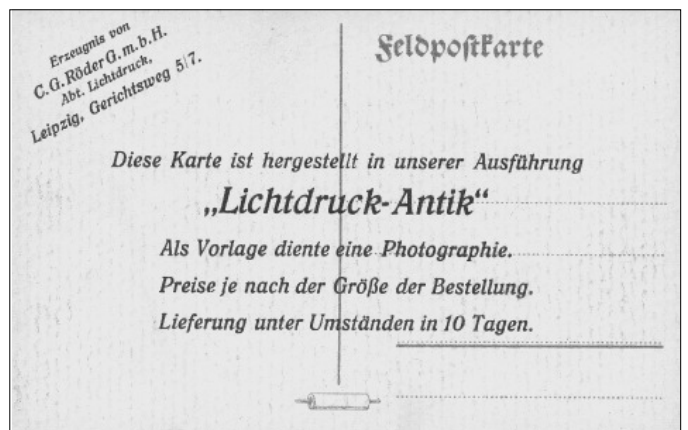 Erzeugnis von
C. G. Röder G. m. b. H.
Abt. Lichtdruck,
Leipzig, Gerichtsweg 5/7.
Feldpostkarte
Diese Karte ist hergestellt in unserer Ausführung
„Lichtdruck-Antik“
Als Vorlage diente eine Photographie.
Preise je nach der Größe der Bestellung.
Lieferung unter Umständen in 10 Tagen.